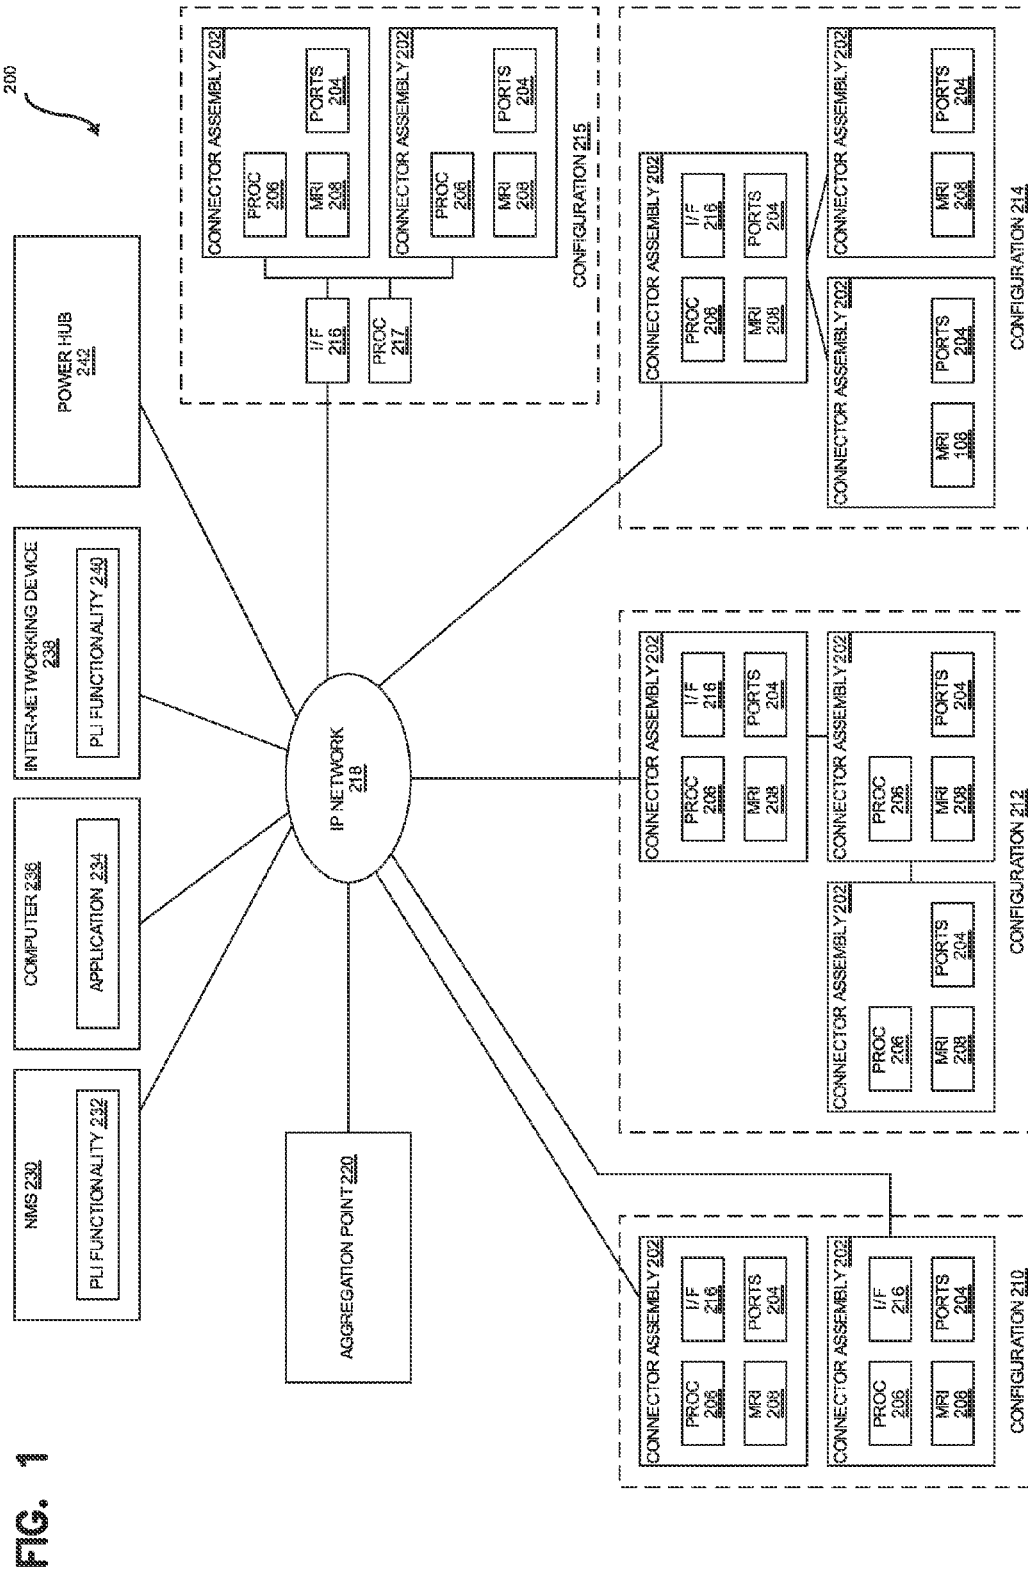 FIG. 1
200
NMS 230
PLI FUNCTIONALITY 232
COMPUTER 236
APPLICATION 234
INTER-NETWORKING DEVICE
238
PLI FUNCTIONALITY 240
POWER HUB
242
AGGREGATION POINT 220
IP NETWORK
218
I/F
216
PROC
217
CONNECTOR ASSEMBLY 202
PROC
206
MRI
208
PORTS
204
CONNECTOR ASSEMBLY 202
PROC
206
MRI
208
PORTS
204
CONFIGURATION 215
CONNECTOR ASSEMBLY 202
PROC
206
I/F
216
MRI
208
PORTS
204
CONNECTOR ASSEMBLY 202
PROC
206
I/F
216
MRI
208
PORTS
204
CONFIGURATION 210
CONNECTOR ASSEMBLY 202
PROC
206
I/F
216
MRI
208
PORTS
204
CONNECTOR ASSEMBLY 202
PROC
206
MRI
208
PORTS
204
CONNECTOR ASSEMBLY 202
PROC
206
MRI
208
PORTS
204
CONFIGURATION 212
CONNECTOR ASSEMBLY 202
PROC
206
I/F
216
MRI
208
PORTS
204
CONNECTOR ASSEMBLY 202
MRI
108
PORTS
204
CONNECTOR ASSEMBLY 202
MRI
208
PORTS
204
CONFIGURATION 214